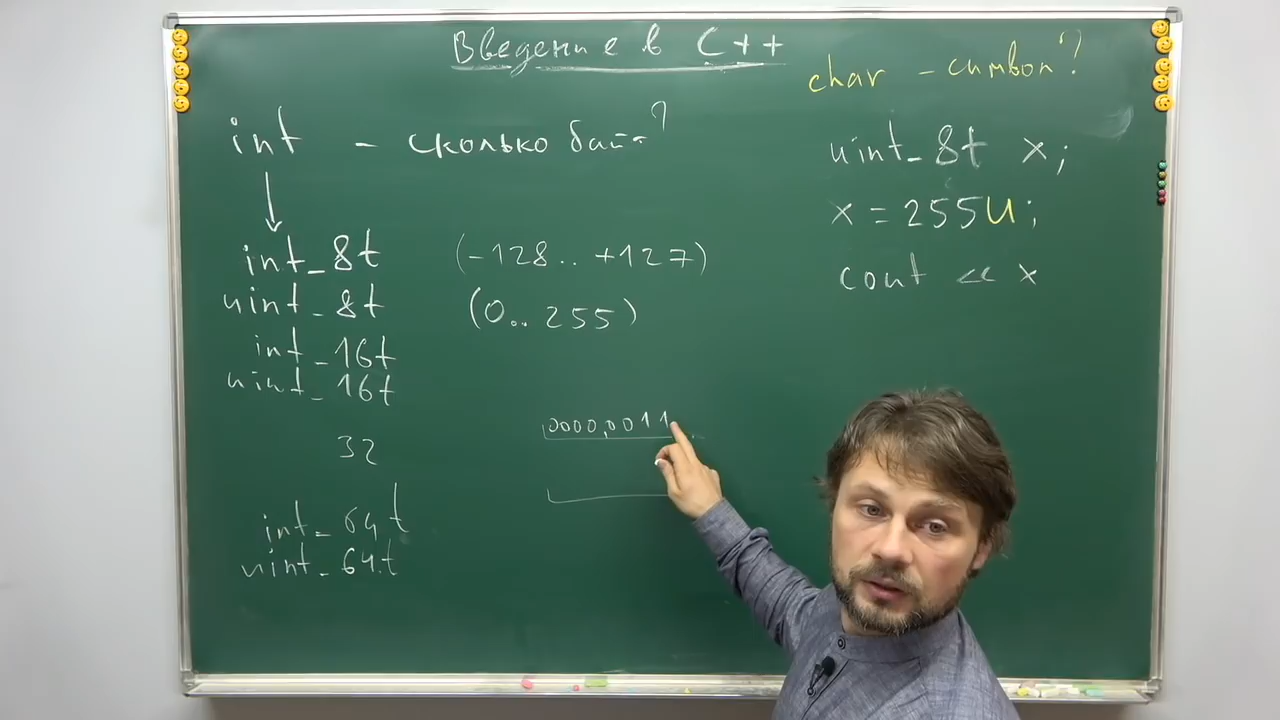 Введение в C++
char - символ?
int - сколько байт?
uint_8t x;
x = 255U;
cout << x
int_8t (-128.. +127)
uint_8t (0.. 255)
int_16t
uint_16t
0000,0011
32
int_64t
uint_64t